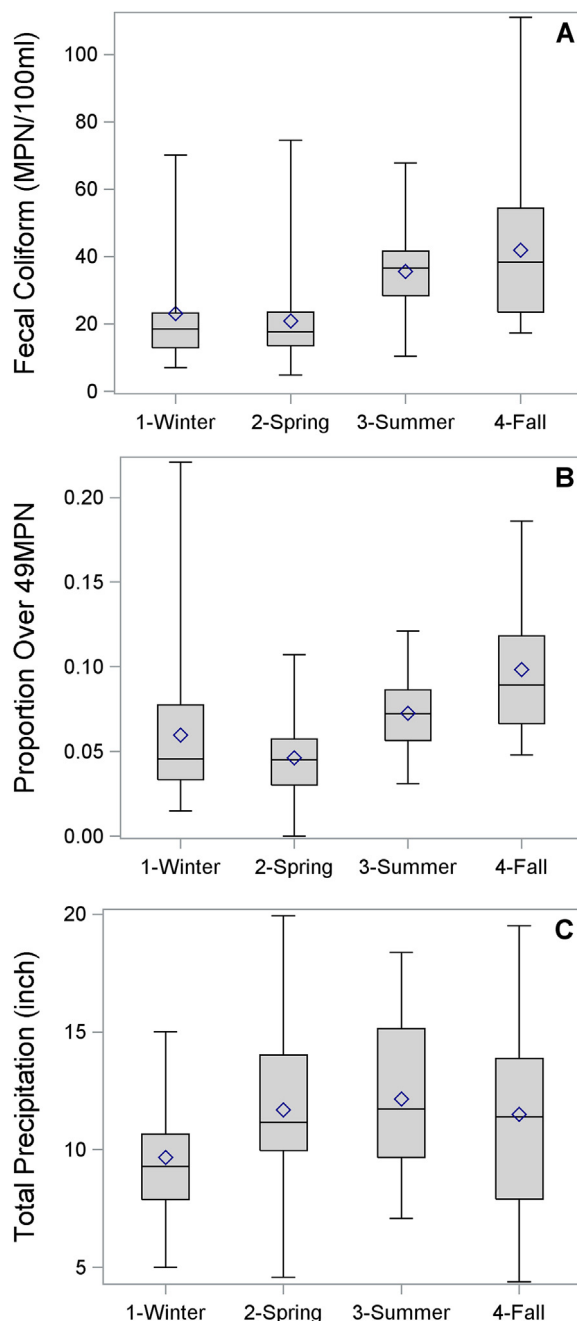 A
Fecal Coliform (MPN/100ml)
100
80
60
40
20
0
1-Winter 2-Spring 3-Summer 4-Fall
B
Proportion Over 49MPN
0.20
0.15
0.10
0.05
0.00
1-Winter 2-Spring 3-Summer 4-Fall
C
Total Precipitation (inch)
20
15
10
5
1-Winter 2-Spring 3-Summer 4-Fall